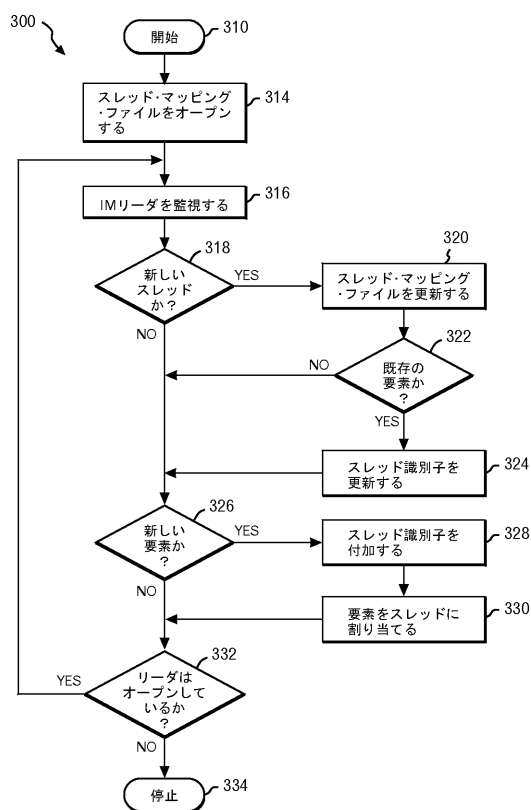 300
開始
310
スレッド・マッピング
・ファイルをオープン
する
314
IMリーダを監視する
316
新しい
スレッド
か？
318
YES
NO
スレッド・マッピング
・ファイルを更新する
320
既存の
要素か
？
322
NO
YES
スレッド識別子を
更新する
324
新しい
要素か
？
326
YES
NO
スレッド識別子を
付加する
328
要素をスレッドに
割り当てる
330
リーダは
オープンして
いるか
？
332
YES
NO
停止
334